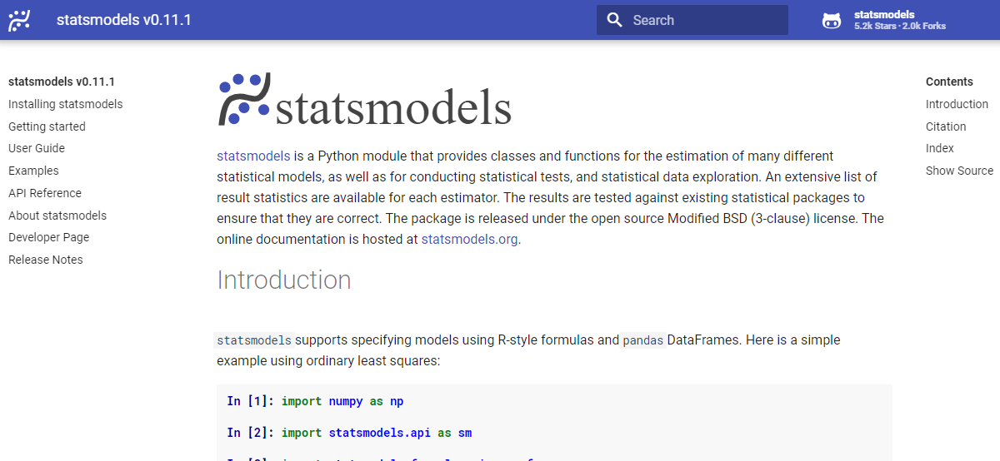 statsmodels v0.11.1
Search
statsmodels
5.2k Stars · 2.0k Forks
statsmodels v0.11.1
Installing statsmodels
Getting started
User Guide
Examples
API Reference
About statsmodels
Developer Page
Release Notes
statsmodels
statsmodels is a Python module that provides classes and functions for the estimation of many different
statistical models, as well as for conducting statistical tests, and statistical data exploration. An extensive list of
result statistics are available for each estimator. The results are tested against existing statistical packages to
ensure that they are correct. The package is released under the open source Modified BSD (3-clause) license. The
online documentation is hosted at statsmodels.org.
Introduction
statsmodels supports specifying models using R-style formulas and pandas DataFrames. Here is a simple
example using ordinary least squares:
In [1]: import numpy as np
In [2]: import statsmodels.api as sm
Contents
Introduction
Citation
Index
Show Source